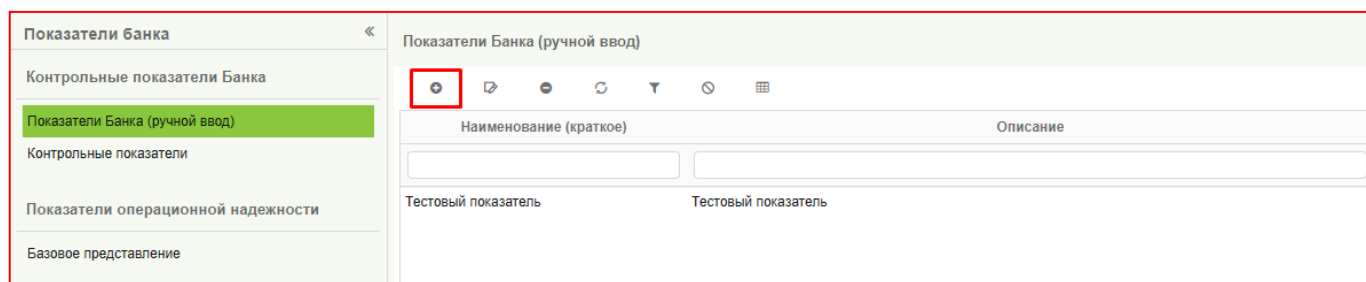 Показатели банка
Контрольные показатели Банка
Показатели Банка (ручной ввод)
Контрольные показатели
Показатели операционной надежности
Базовое представление
Показатели Банка (ручной ввод)
Наименование (краткое) Описание
Тестовый показатель Тестовый показатель